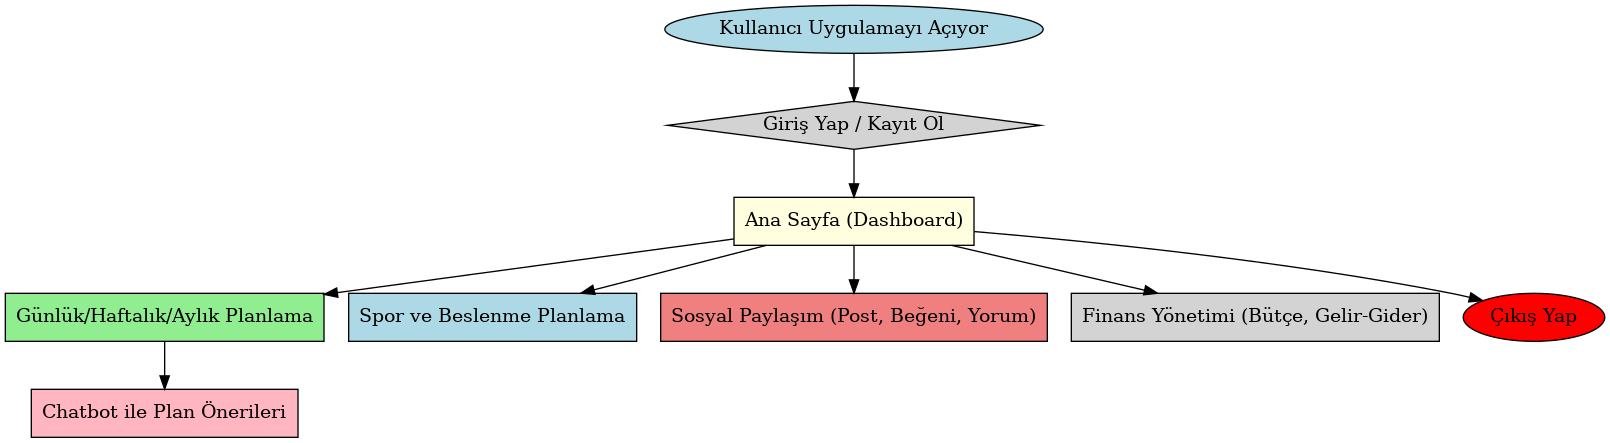 Kullanıcı Uygulamayı Açıyor
Giriş Yap / Kayıt Ol
Ana Sayfa (Dashboard)
Günlük/Haftalık/Aylık Planlama
Spor ve Beslenme Planlama
Sosyal Paylaşım (Post, Beğeni, Yorum)
Finans Yönetimi (Bütçe, Gelir-Gider)
Çıkış Yap
Chatbot ile Plan Önerileri